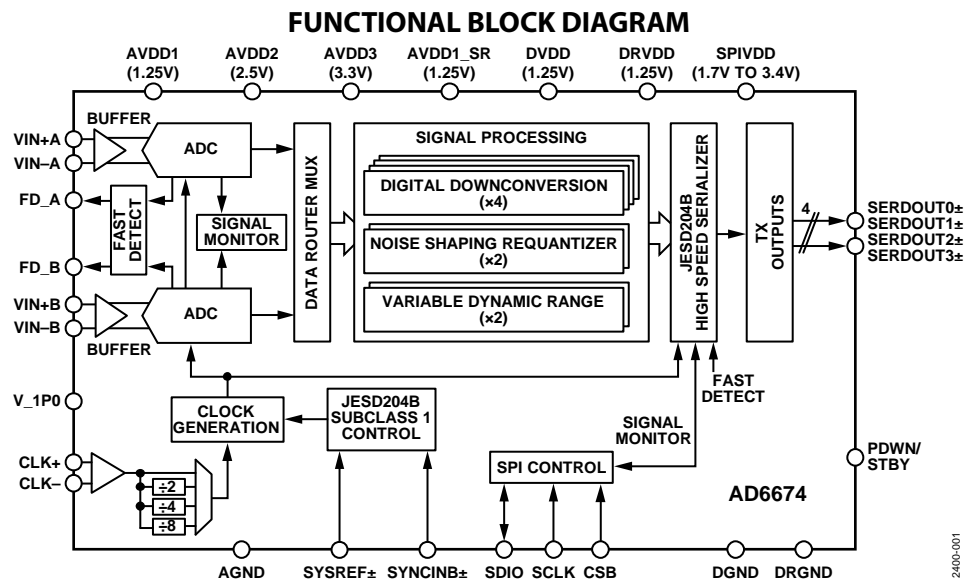 FUNCTIONAL BLOCK DIAGRAM
AVDD1
(1.25V)
AVDD2
(2.5V)
AVDD3
(3.3V)
AVDD1_SR
(1.25V)
DVDD
(1.25V)
DRVDD
(1.25V)
SPIVDD
(1.7V TO 3.4V)
BUFFER
VIN+A
VIN–A
ADC
FD_A
FAST
DETECT
SIGNAL
MONITOR
FD_B
VIN+B
VIN–B
ADC
BUFFER
DATA ROUTER MUX
SIGNAL PROCESSING
DIGITAL DOWNCONVERSION
(×4)
NOISE SHAPING REQUANTIZER
(×2)
VARIABLE DYNAMIC RANGE
(×2)
JESD204B
HIGH SPEED SERIALIZER
TX
OUTPUTS
4
SERDOUT0±
SERDOUT1±
SERDOUT2±
SERDOUT3±
FAST
DETECT
V_1P0
CLOCK
GENERATION
JESD204B
SUBCLASS 1
CONTROL
SIGNAL
MONITOR
CLK+
CLK–
÷2
÷4
÷8
SPI CONTROL
PDWN/
STBY
AD6674
AGND
SYSREF±
SYNCINB±
SDIO
SCLK
CSB
DGND
DRGND
2400-001